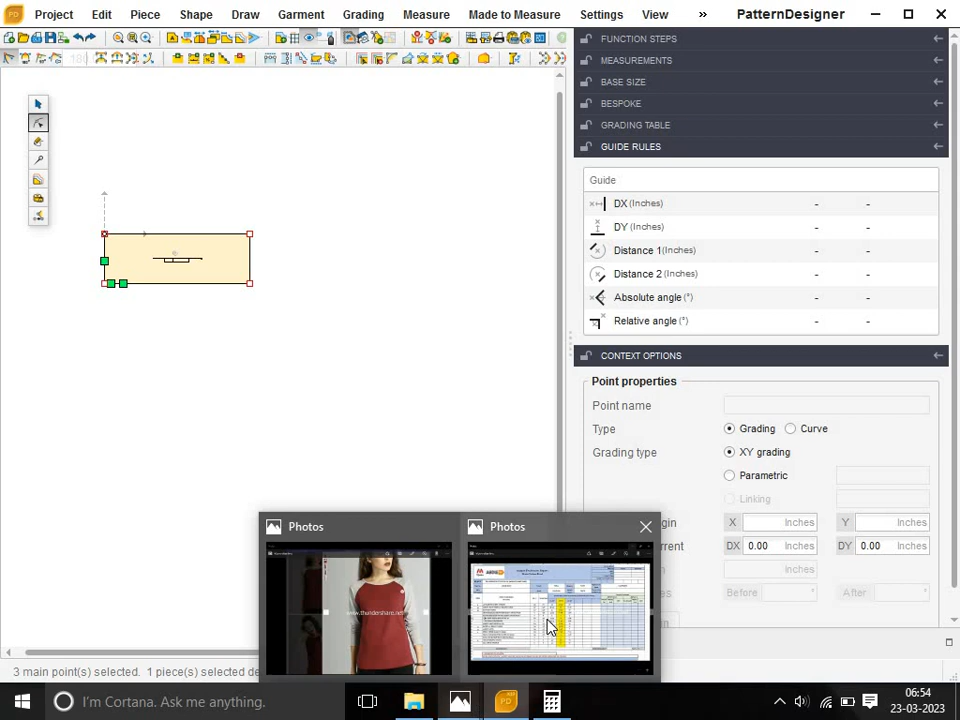 Project Edit Piece Shape Draw Garment Grading Measure Made to Measure Settings View » PatternDesigner
FUNCTION STEPS
MEASUREMENTS
BASE SIZE
BESPOKE
GRADING TABLE
GUIDE RULES
Guide
DX (Inches) - -
DY (Inches) - -
Distance 1 (Inches) - -
Distance 2 (Inches) - -
Absolute angle (°) - -
Relative angle (°) - -
CONTEXT OPTIONS
Point properties
Point name
Type Grading Curve
Grading type XY grading
Parametric
Linking
X Inches Y Inches
DX 0.00 Inches DY 0.00 Inches
Inches Before After
Photos Photos
www.thundershare.net
3 main point(s) selected. 1 piece(s) selected
I'm Cortana. Ask me anything.
06:54
23-03-2023